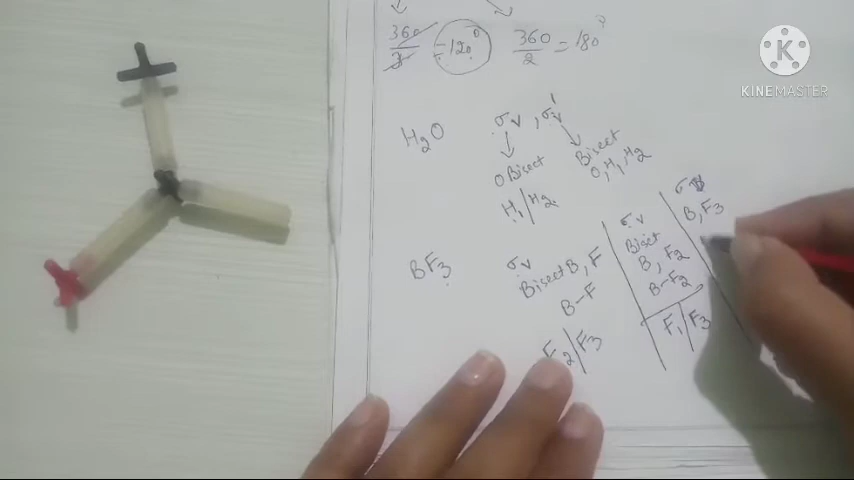 360/3 = 120°
360/2 = 180°
K
KINEMASTER
H₂O
σv , σv'
O Bisect
H₁/H₂
Bisect
O, H₁, H₂
BF₃
σv
Bisect B, F
B-F
F₂/F₃
σv
Biset
B, F₂
B-F₂
F₁/F₃
B, F₃